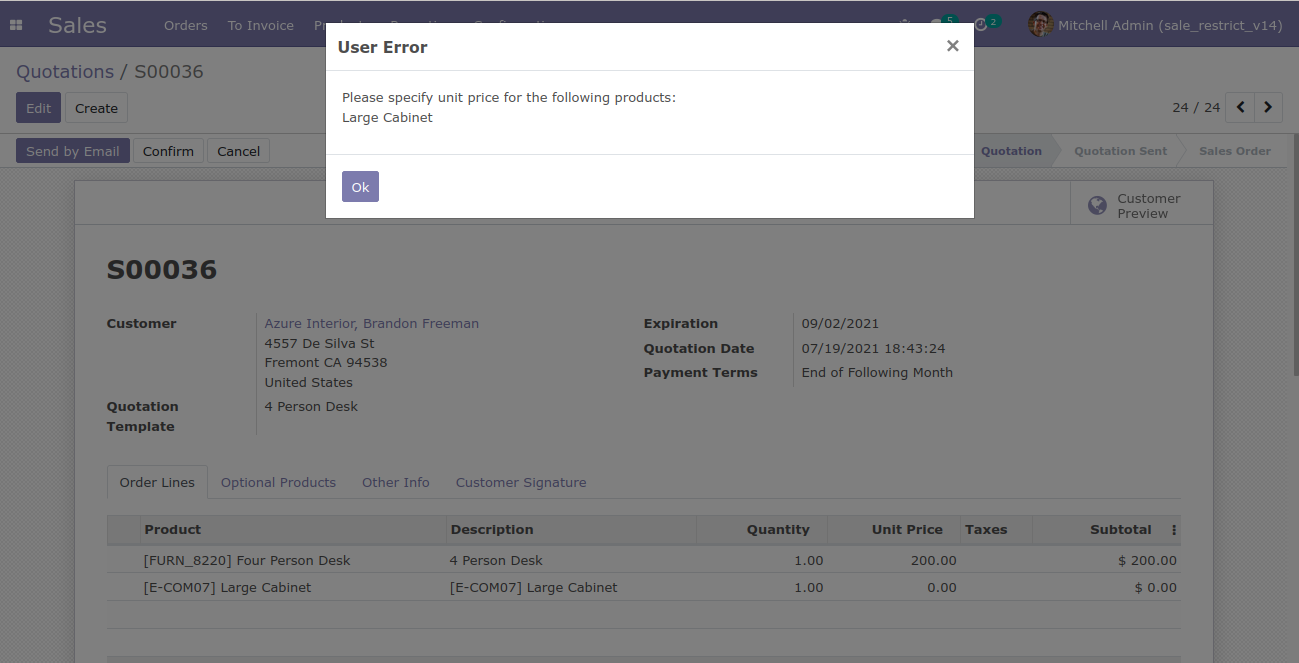 Sales
Orders
To Invoice
5
2
Mitchell Admin (sale_restrict_v14)
User Error
×
Please specify unit price for the following products:
Large Cabinet
Ok
Quotations / S00036
Edit
Create
24 / 24
Send by Email
Confirm
Cancel
Quotation
Quotation Sent
Sales Order
Customer
Preview
S00036
Customer
Azure Interior, Brandon Freeman
4557 De Silva St
Fremont CA 94538
United States
Quotation
Template
4 Person Desk
Expiration
09/02/2021
Quotation Date
07/19/2021 18:43:24
Payment Terms
End of Following Month
Order Lines
Optional Products
Other Info
Customer Signature
Product Description Quantity Unit Price Taxes Subtotal
[FURN_8220] Four Person Desk 4 Person Desk 1.00 200.00 $ 200.00
[E-COM07] Large Cabinet [E-COM07] Large Cabinet 1.00 0.00 $ 0.00